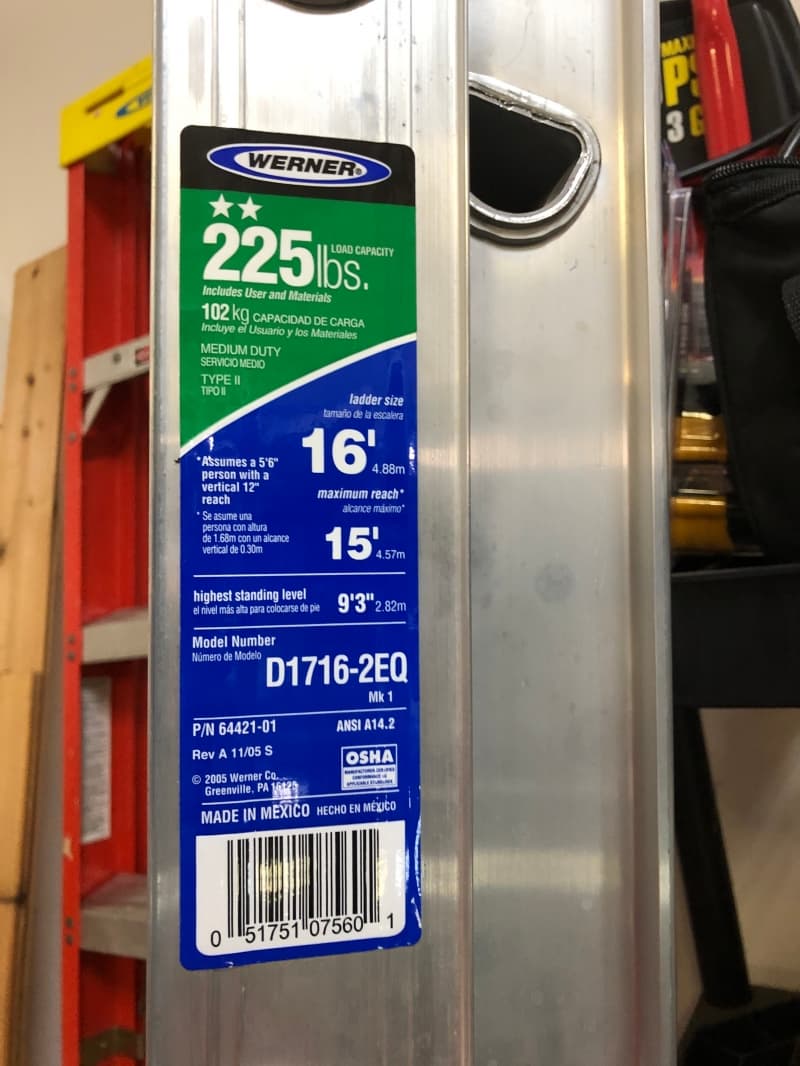 WERNER®
★★
225 lbs. LOAD CAPACITY
Includes User and Materials
102 kg CAPACIDAD DE CARGA
Incluye el Usuario y los Materiales
MEDIUM DUTY
SERVICIO MEDIO
TYPE II
TIPO II
ladder size
tamaño de la escalera
16' 4.88m
*Assumes a 5'6"
person with a
vertical 12"
reach
* Se asume una
persona con altura
de 1.68m con un alcance
vertical de 0.30m
maximum reach*
alcance máximo*
15' 4.57m
highest standing level
el nivel más alta para colocarse de pie
9'3" 2.82m
Model Number
Número de Modelo
D1716-2EQ
Mk 1
P/N 64421-01 ANSI A14.2
Rev A 11/05 S
OSHA
© 2005 Werner Co.
Greenville, PA 16125
MADE IN MEXICO HECHO EN MÉXICO
0 51751 07560 1
MAX
3